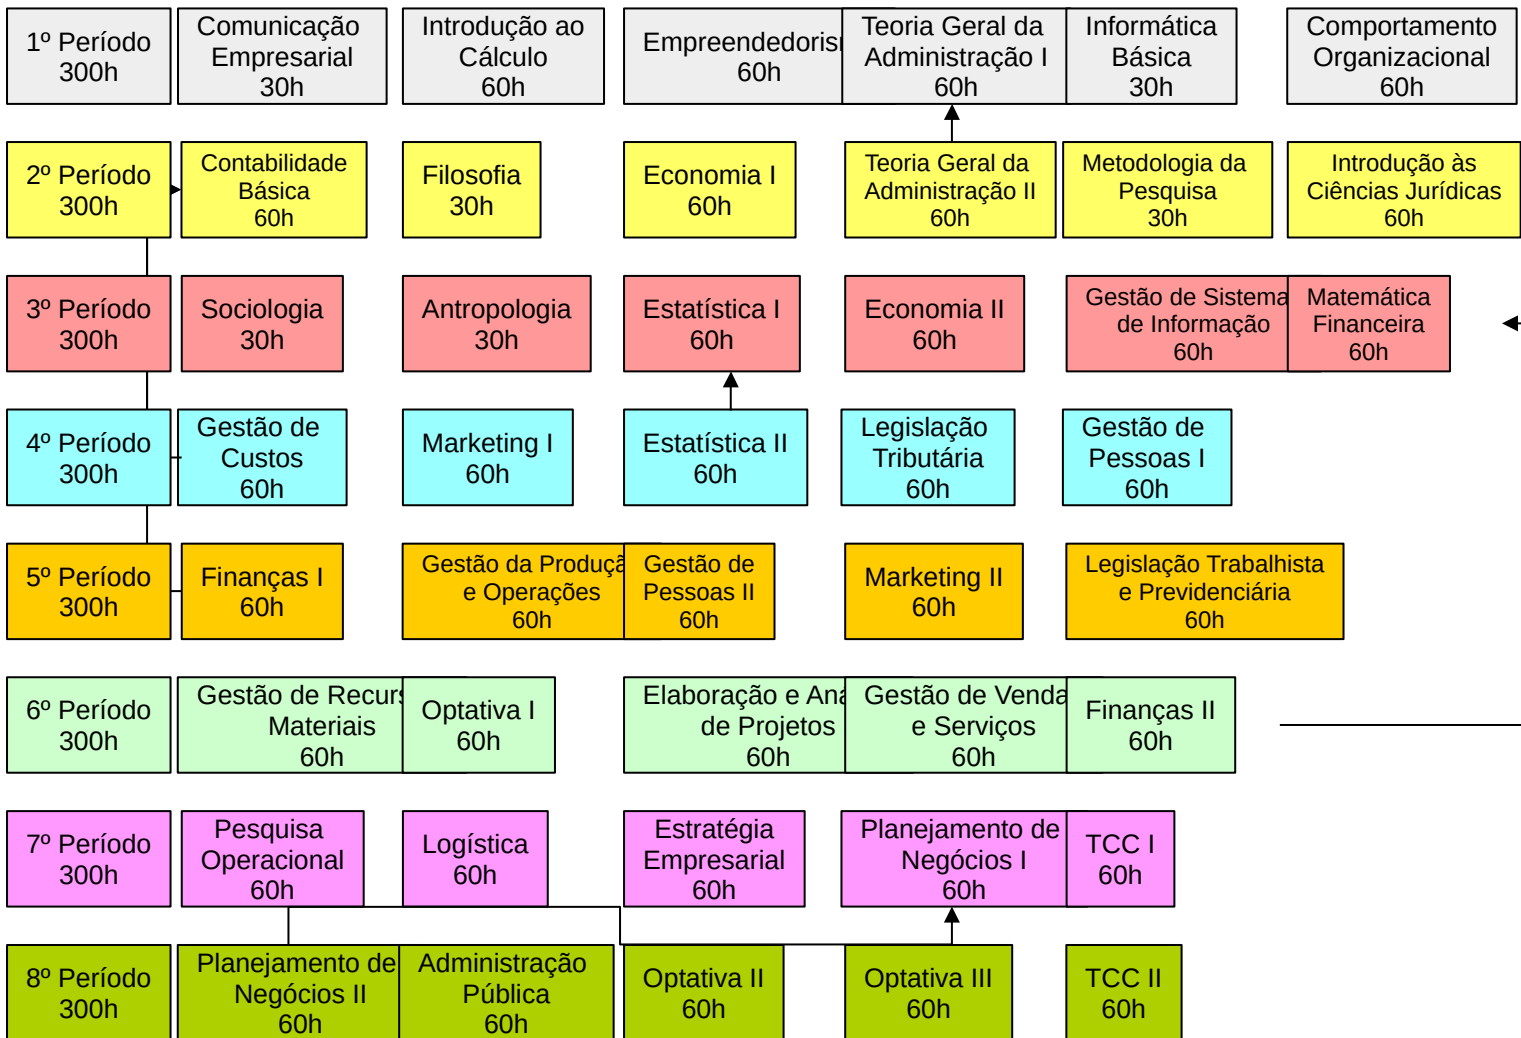 1º Período
300h
Comunicação
Empresarial
30h
Introdução ao
Cálculo
60h
Empreendedoris
60h
Teoria Geral da
Administração I
60h
Informática
Básica
30h
Comportamento
Organizacional
60h
2º Período
300h
Contabilidade
Básica
60h
Filosofia
30h
Economia I
60h
Teoria Geral da
Administração II
60h
Metodologia da
Pesquisa
30h
Introdução às
Ciências Jurídicas
60h
3º Período
300h
Sociologia
30h
Antropologia
30h
Estatística I
60h
Economia II
60h
Gestão de Sistema
de Informação
60h
Matemática
Financeira
60h
4º Período
300h
Gestão de
Custos
60h
Marketing I
60h
Estatística II
60h
Legislação
Tributária
60h
Gestão de
Pessoas I
60h
5º Período
300h
Finanças I
60h
Gestão da Produçã
e Operações
60h
Gestão de
Pessoas II
60h
Marketing II
60h
Legislação Trabalhista
e Previdenciária
60h
6º Período
300h
Gestão de Recurs
Materiais
60h
Optativa I
60h
Elaboração e Aná
de Projetos
60h
Gestão de Venda
e Serviços
60h
Finanças II
60h
7º Período
300h
Pesquisa
Operacional
60h
Logística
60h
Estratégia
Empresarial
60h
Planejamento de
Negócios I
60h
TCC I
60h
8º Período
300h
Planejamento de
Negócios II
60h
Administração
Pública
60h
Optativa II
60h
Optativa III
60h
TCC II
60h